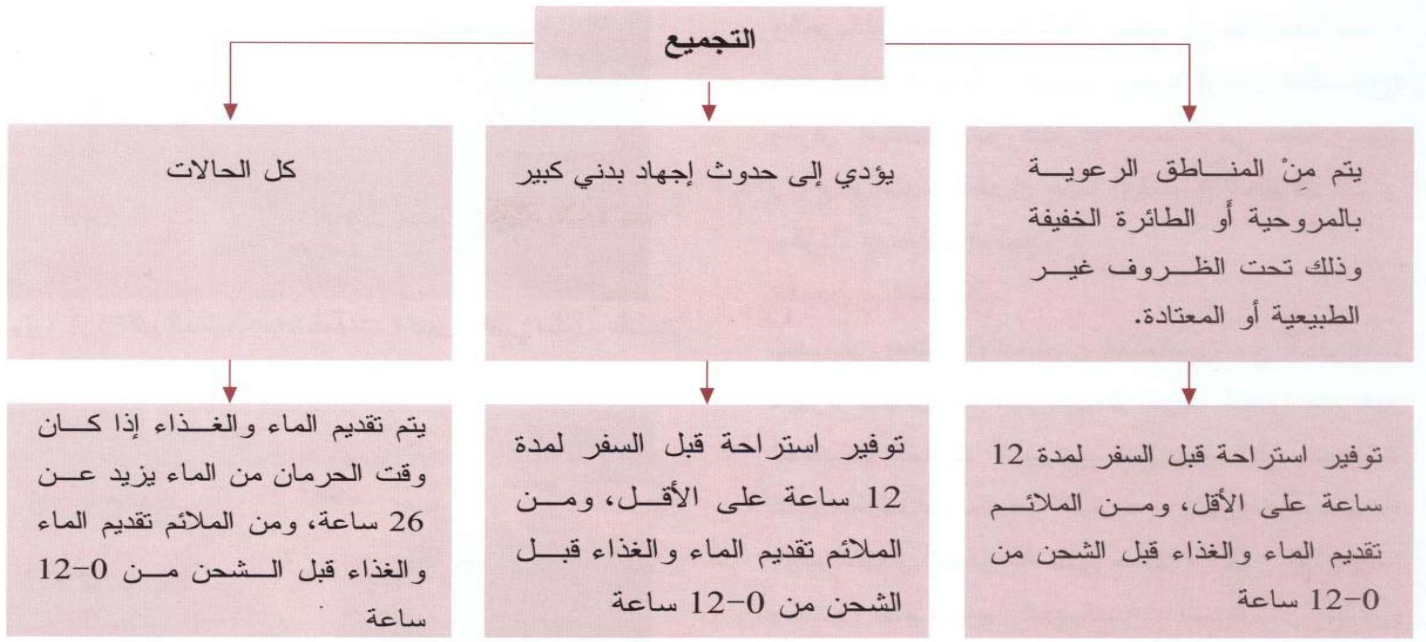 التجميع
يتم مِنْ المناطق الرعوية
بالمروحية أو الطائرة الخفيفة
وذلك تحت الظروف غير
الطبيعية أو المعتادة.
يؤدي إلى حدوث إجهاد بدني كبير
كل الحالات
توفير استراحة قبل السفر لمدة 12
ساعة على الأقل، ومن الملائم
تقديم الماء والغذاء قبل الشحن من
0-12 ساعة
توفير استراحة قبل السفر لمدة
12 ساعة على الأقل، ومن
الملائم تقديم الماء والغذاء قبل
الشحن من 0-12 ساعة
يتم تقديم الماء والغذاء إذا كان
وقت الحرمان من الماء يزيد عن
26 ساعة، ومن الملائم تقديم الماء
والغذاء قبل الشحن من 0-12
ساعة